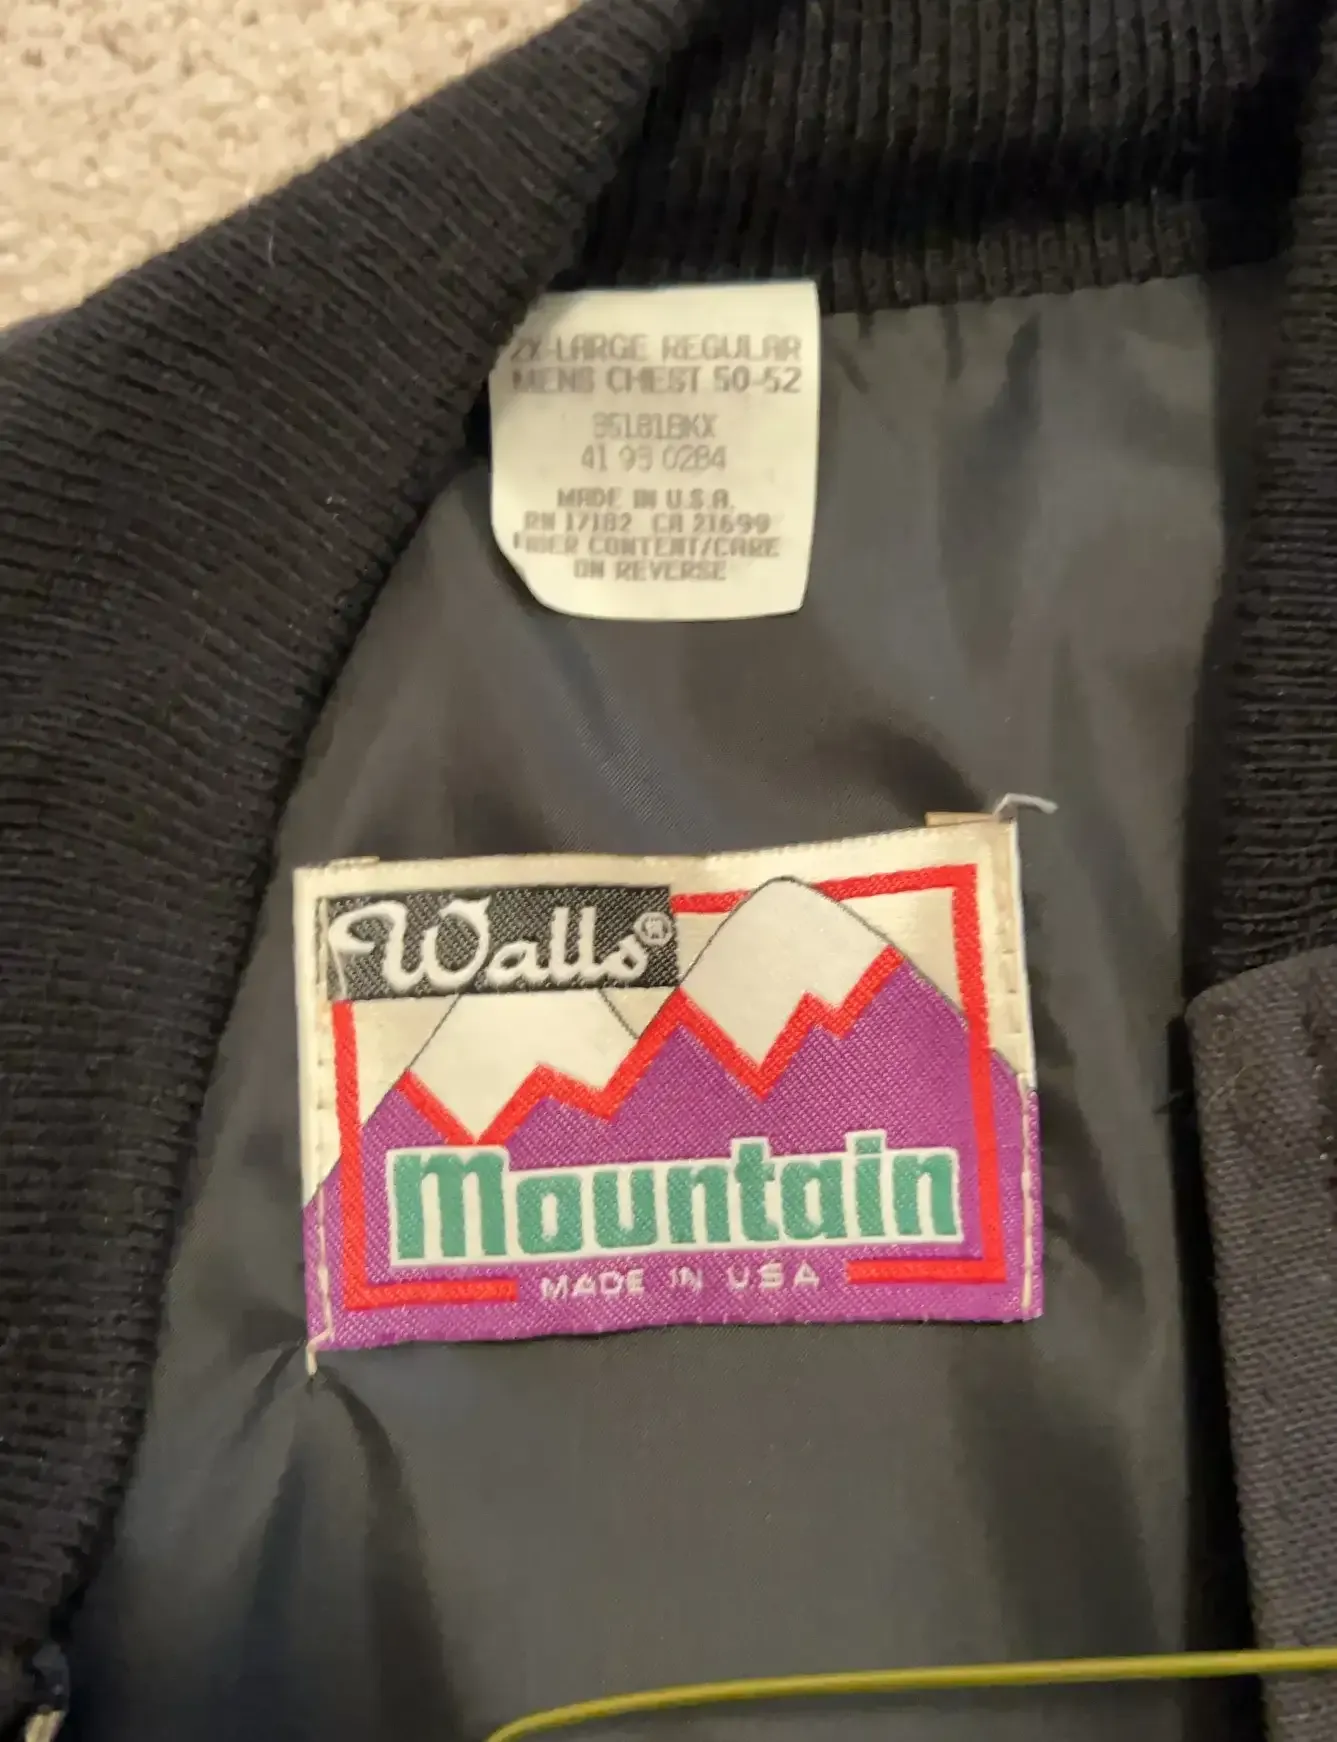 2X-LARGE REGULAR
MENS CHEST 50-52
35181BKX
41 93 0284
MADE IN U.S.A.
RN 17182 CA 21699
FIBER CONTENT/CARE
ON REVERSE
Walls®
Mountain
MADE IN USA